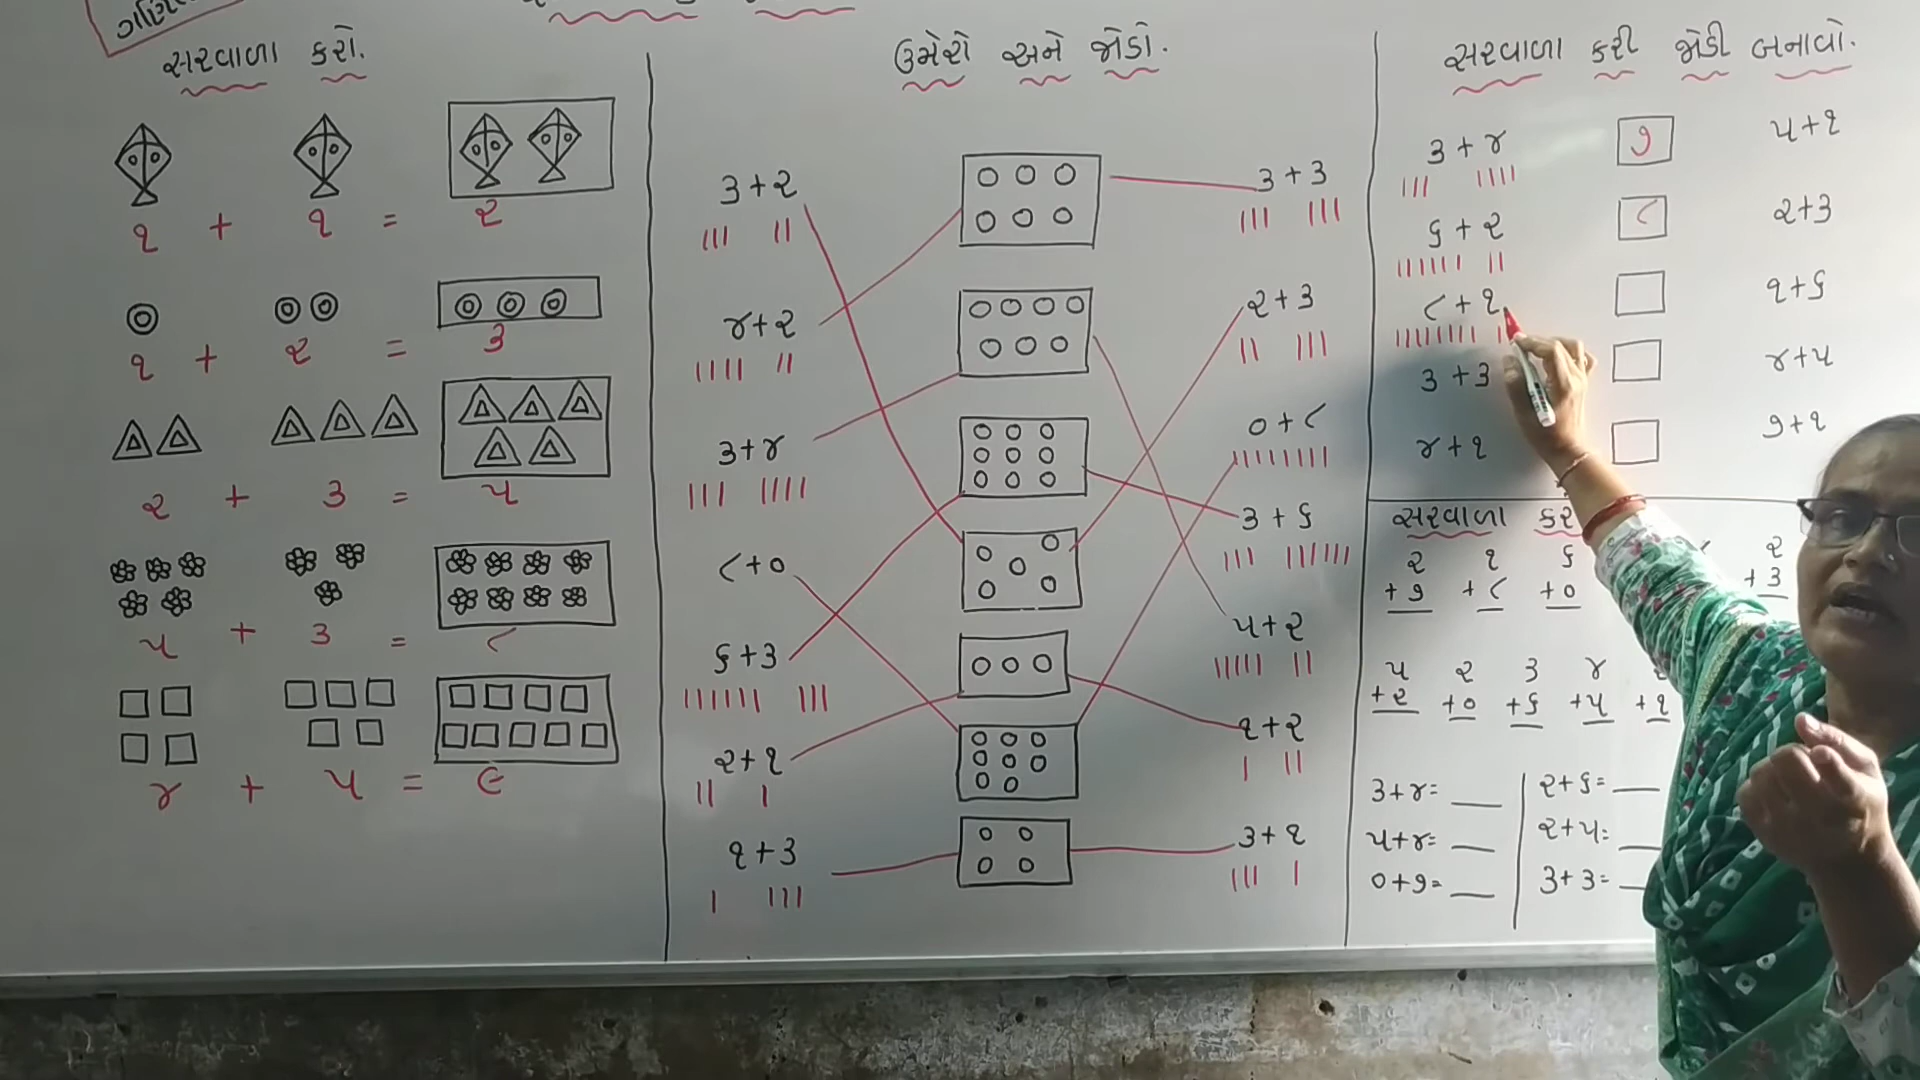 સરવાળા કરો.
૧ + ૧ = ૨
૧ + ૨ = ૩
૨ + ૩ = ૫
૫ + ૩ = ૮
૪ + ૫ = ૯
ઉમેરો અને જોડો.
૩+૨
૩+૩
૪+૨
૨+૩
૩+૪
૦+૮
૮+૦
૩+૬
૬+૩
૫+૨
૨+૧
૧+૨
૧+૩
૩+૧
સરવાળા કરી જોડી બનાવો.
૩+૪ ૭ ૫+૧
૬+૨ ૮ ૨+૩
૮+૧ ૧+૬
૩+૩ ૪+૫
૪+૧ ૭+૧
સરવાળા
૨ ૧ ૬ ૨
+૭ +૮ +૦ +૩
૫ ૨ ૩ ૪
+૨ +૦ +૬ +૫ +૧
૩+૪= ૨+૬=
૫+૪= ૨+૫=
૦+૭= ૩+૩=